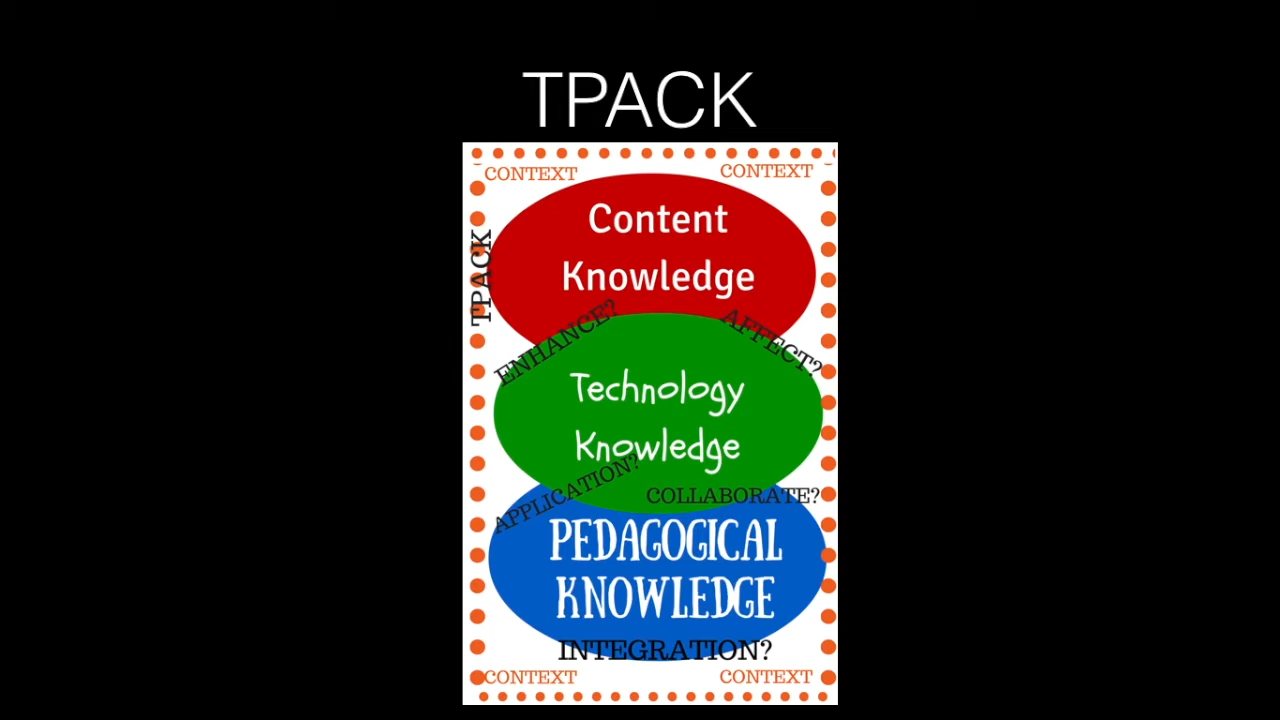 TPACK
CONTEXT CONTEXT
Content
Knowledge
TPACK
ENHANCE? AFFECT?
Technology
Knowledge
APPLICATION? COLLABORATE?
PEDAGOGICAL
KNOWLEDGE
INTEGRATION?
CONTEXT CONTEXT